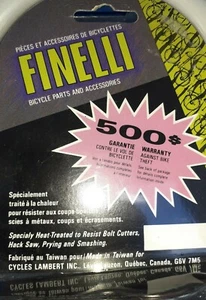 PIÈCES ET ACCESSOIRES DE BICYCLETTES
FINELLI
BICYCLE PARTS AND ACCESSORIES
500$
GARANTIE WARRANTY
CONTRE LE VOL DE AGAINST BIKE
BICYCLETTE THEFT
Spécialement
traité à la chaleur
pour résister aux coupe
scies à métaux, coups et écrasements.
Specialy Heat-Treated to Resist Bolt Cutters,
Hack Saw, Prying and Smashing.
Fabriqué au Taiwan pour/Made in Taiwan for
CYCLES LAMBERT INC., Québec, Canada, G6V 7M5